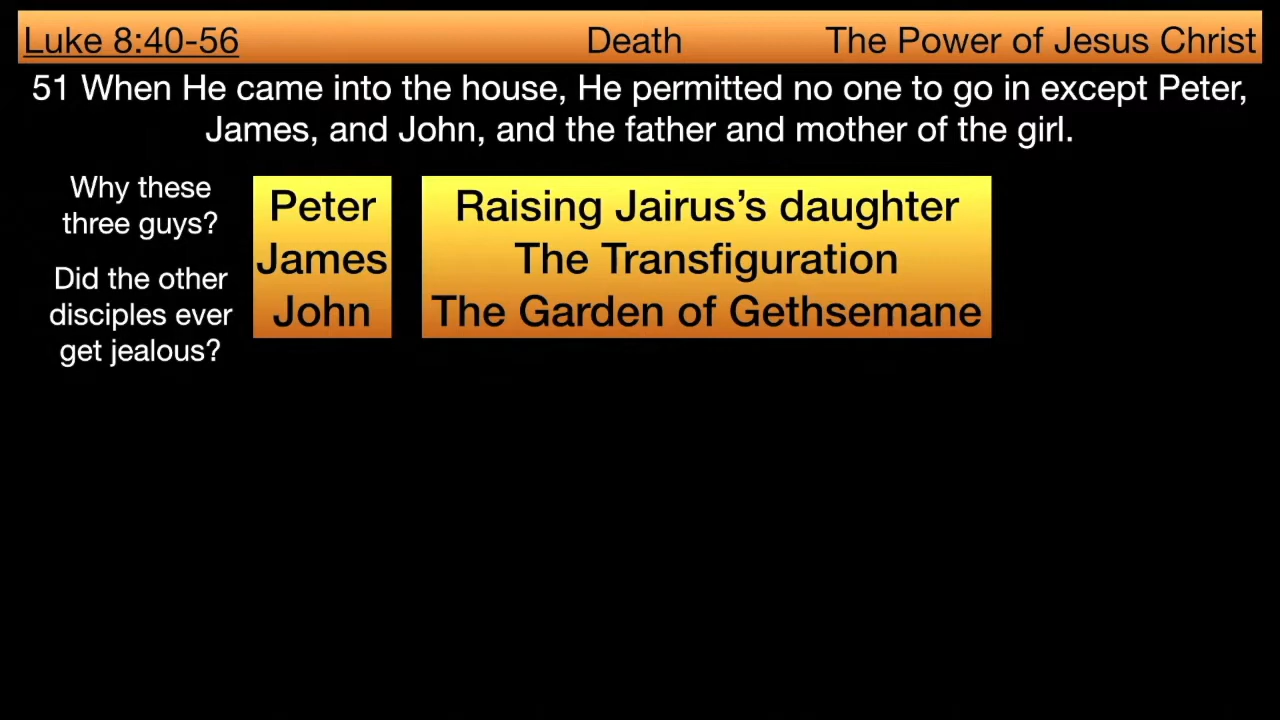 Luke 8:40-56 Death The Power of Jesus Christ
51 When He came into the house, He permitted no one to go in except Peter,
James, and John, and the father and mother of the girl.
Why these
three guys?
Did the other
disciples ever
get jealous?
Peter
James
John
Raising Jairus’s daughter
The Transfiguration
The Garden of Gethsemane